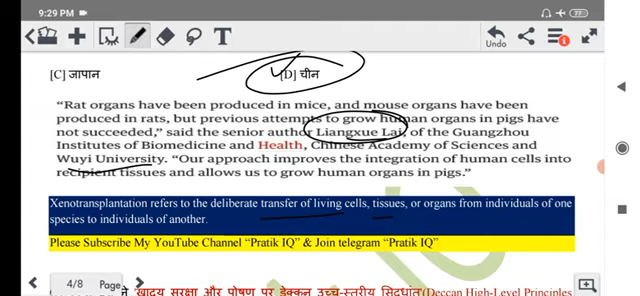 9:29 PM
77
Undo
[C] जापान
[D] चीन
"Rat organs have been produced in mice, and mouse organs have been
produced in rats, but previous attempts to grow human organs in pigs have
not succeeded," said the senior author Liangxue Lai, of the Guangzhou
Institutes of Biomedicine and Health, Chinese Academy of Sciences and
Wuyi University. "Our approach improves the integration of human cells into
recipient tissues and allows us to grow human organs in pigs."
Xenotransplantation refers to the deliberate transfer of living cells, tissues, or organs from individuals of one
species to individuals of another.
Please Subscribe My YouTube Channel "Pratik IQ" & Join telegram "Pratik IQ"
4/8 Page
ने 'खाद्य सुरक्षा और पोषण पर डेक्कन उच्च-स्तरीय सिद्धांत'(Deccan High-Level Principles